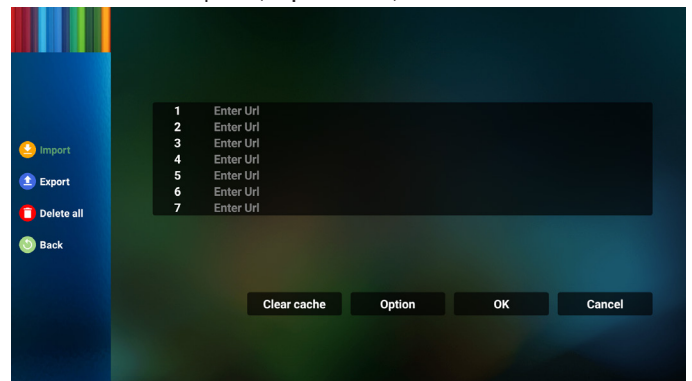 Import
Export
Delete all
Back
1 Enter Url
2 Enter Url
3 Enter Url
4 Enter Url
5 Enter Url
6 Enter Url
7 Enter Url
Clear cache Option OK Cancel